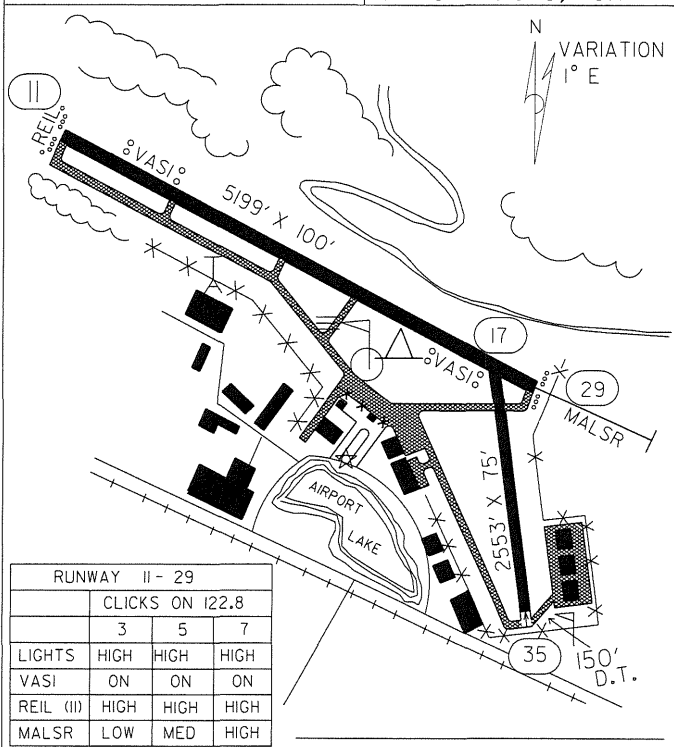 N
VARIATION
1° E
11
REIL
VASI
5199' X 100'
17
VASI
29
MALSR
2553' X 75'
AIRPORT
LAKE
35
150'
D.T.
RUNWAY 11 - 29
CLICKS ON 122.8
3 5 7
LIGHTS HIGH HIGH HIGH
VASI ON ON ON
REIL (11) HIGH HIGH HIGH
MALSR LOW MED HIGH